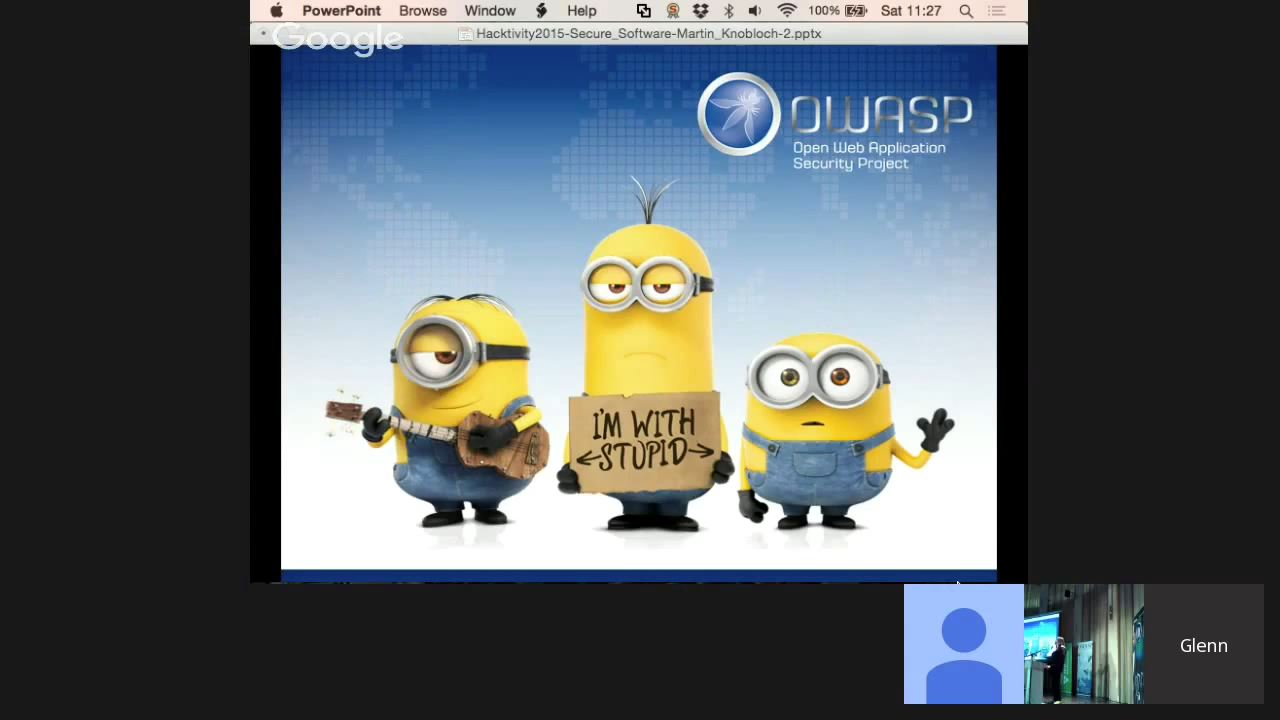 PowerPoint Browse Window Help 100% Sat 11:27
Google
Hacktivity2015-Secure_Software-Martin_Knobloch-2.pptx
OWASP
Open Web Application
Security Project
I'M WITH
STUPID
Glenn